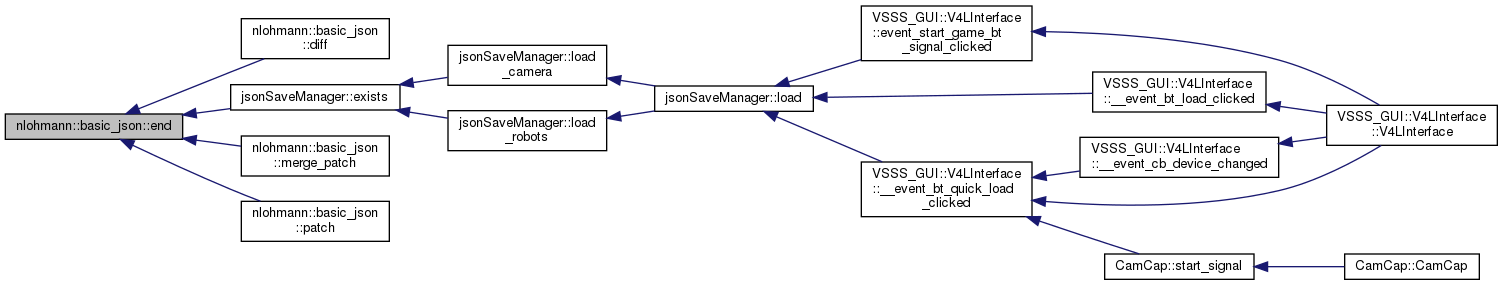 nlohmann::basic_json::end
nlohmann::basic_json
::diff
jsonSaveManager::exists
nlohmann::basic_json
::merge_patch
nlohmann::basic_json
::patch
jsonSaveManager::load
_camera
jsonSaveManager::load
_robots
jsonSaveManager::load
VSSS_GUI::V4LInterface
::event_start_game_bt
_signal_clicked
VSSS_GUI::V4LInterface
::__event_bt_load_clicked
VSSS_GUI::V4LInterface
::__event_cb_device_changed
VSSS_GUI::V4LInterface
::__event_bt_quick_load
_clicked
VSSS_GUI::V4LInterface
::V4LInterface
CamCap::start_signal
CamCap::CamCap